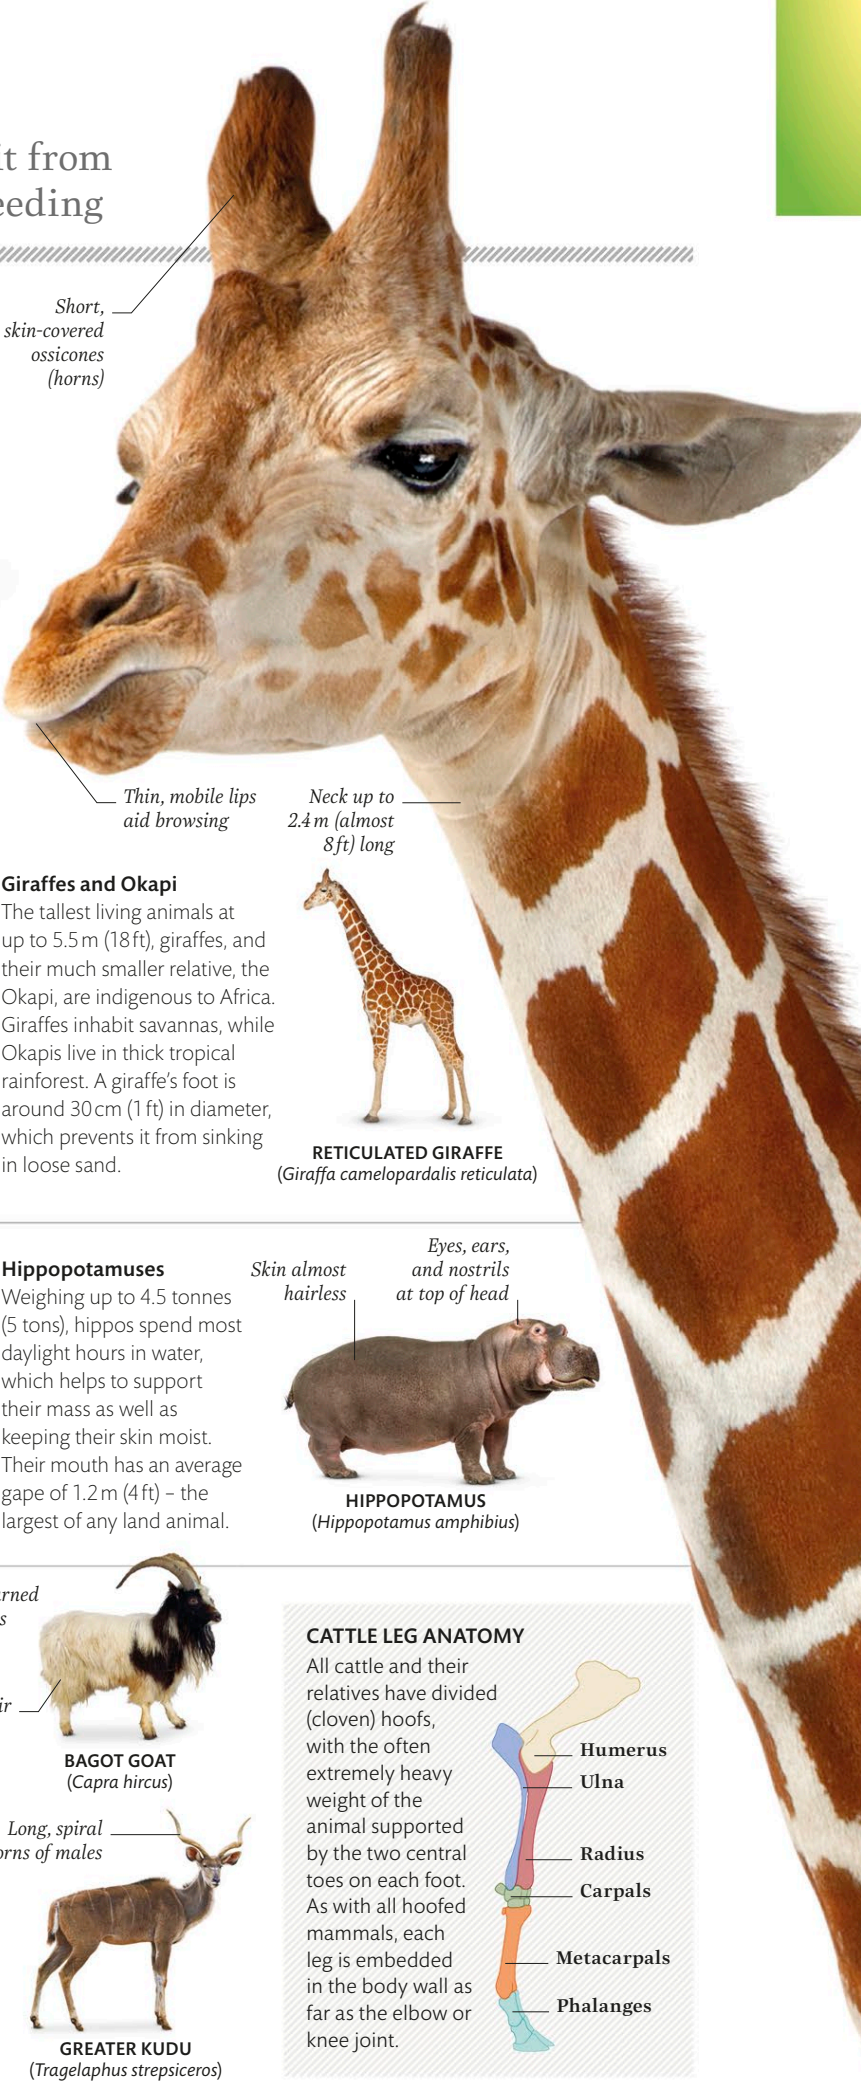 t from
eeding
Short,
skin-covered
ossicones
(horns)
Thin, mobile lips
aid browsing
Neck up to
2.4 m (almost
8 ft) long
Giraffes and Okapi
The tallest living animals at
up to 5.5 m (18 ft), giraffes, and
their much smaller relative, the
Okapi, are indigenous to Africa.
Giraffes inhabit savannas, while
Okapis live in thick tropical
rainforest. A giraffe's foot is
around 30 cm (1 ft) in diameter,
which prevents it from sinking
in loose sand.
RETICULATED GIRAFFE
(Giraffa camelopardalis reticulata)
Hippopotamuses
Weighing up to 4.5 tonnes
(5 tons), hippos spend most
daylight hours in water,
which helps to support
their mass as well as
keeping their skin moist.
Their mouth has an average
gape of 1.2 m (4 ft) – the
largest of any land animal.
Skin almost
hairless
Eyes, ears,
and nostrils
at top of head
HIPPOPOTAMUS
(Hippopotamus amphibius)
rned
s
ir
BAGOT GOAT
(Capra hircus)
Long, spiral
orns of males
GREATER KUDU
(Tragelaphus strepsiceros)
CATTLE LEG ANATOMY
All cattle and their
relatives have divided
(cloven) hoofs,
with the often
extremely heavy
weight of the
animal supported
by the two central
toes on each foot.
As with all hoofed
mammals, each
leg is embedded
in the body wall as
far as the elbow or
knee joint.
Humerus
Ulna
Radius
Carpals
Metacarpals
Phalanges